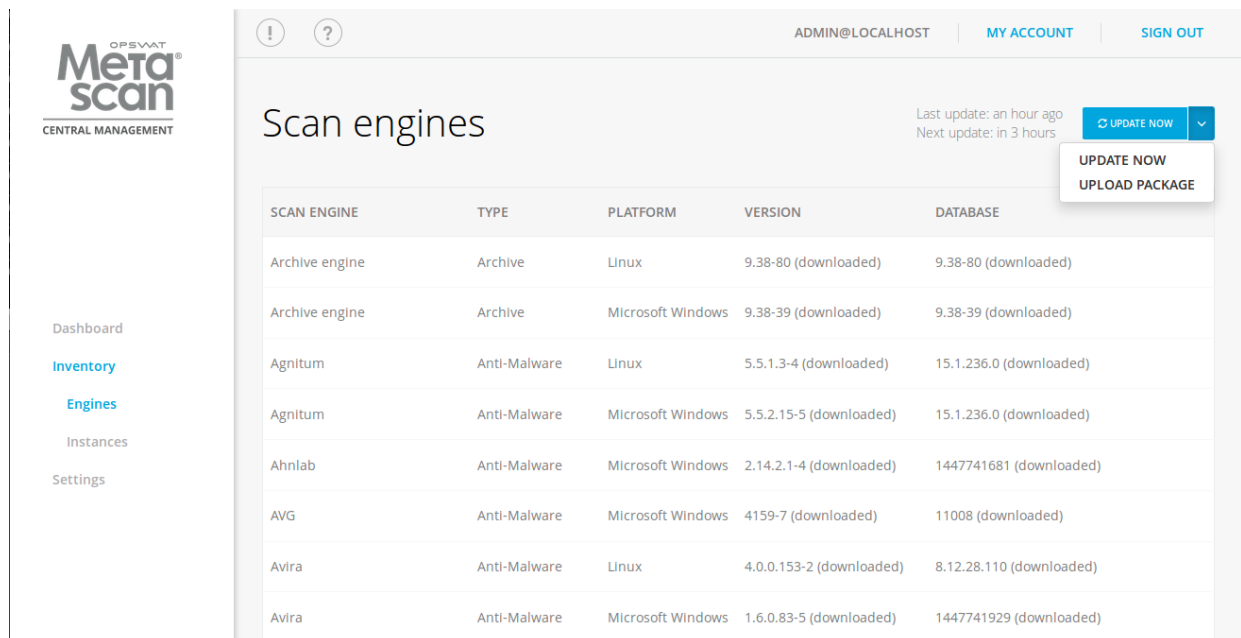 OPSWAT
Metascan®
CENTRAL MANAGEMENT
! ? ADMIN@LOCALHOST MY ACCOUNT SIGN OUT
Scan engines
Last update: an hour ago
Next update: in 3 hours
UPDATE NOW
UPDATE NOW
UPLOAD PACKAGE
Dashboard
Inventory
Engines
Instances
Settings
SCAN ENGINE TYPE PLATFORM VERSION DATABASE
Archive engine Archive Linux 9.38-80 (downloaded) 9.38-80 (downloaded)
Archive engine Archive Microsoft Windows 9.38-39 (downloaded) 9.38-39 (downloaded)
Agnitum Anti-Malware Linux 5.5.1.3-4 (downloaded) 15.1.236.0 (downloaded)
Agnitum Anti-Malware Microsoft Windows 5.5.2.15-5 (downloaded) 15.1.236.0 (downloaded)
Ahnlab Anti-Malware Microsoft Windows 2.14.2.1-4 (downloaded) 1447741681 (downloaded)
AVG Anti-Malware Microsoft Windows 4159-7 (downloaded) 11008 (downloaded)
Avira Anti-Malware Linux 4.0.0.153-2 (downloaded) 8.12.28.110 (downloaded)
Avira Anti-Malware Microsoft Windows 1.6.0.83-5 (downloaded) 1447741929 (downloaded)